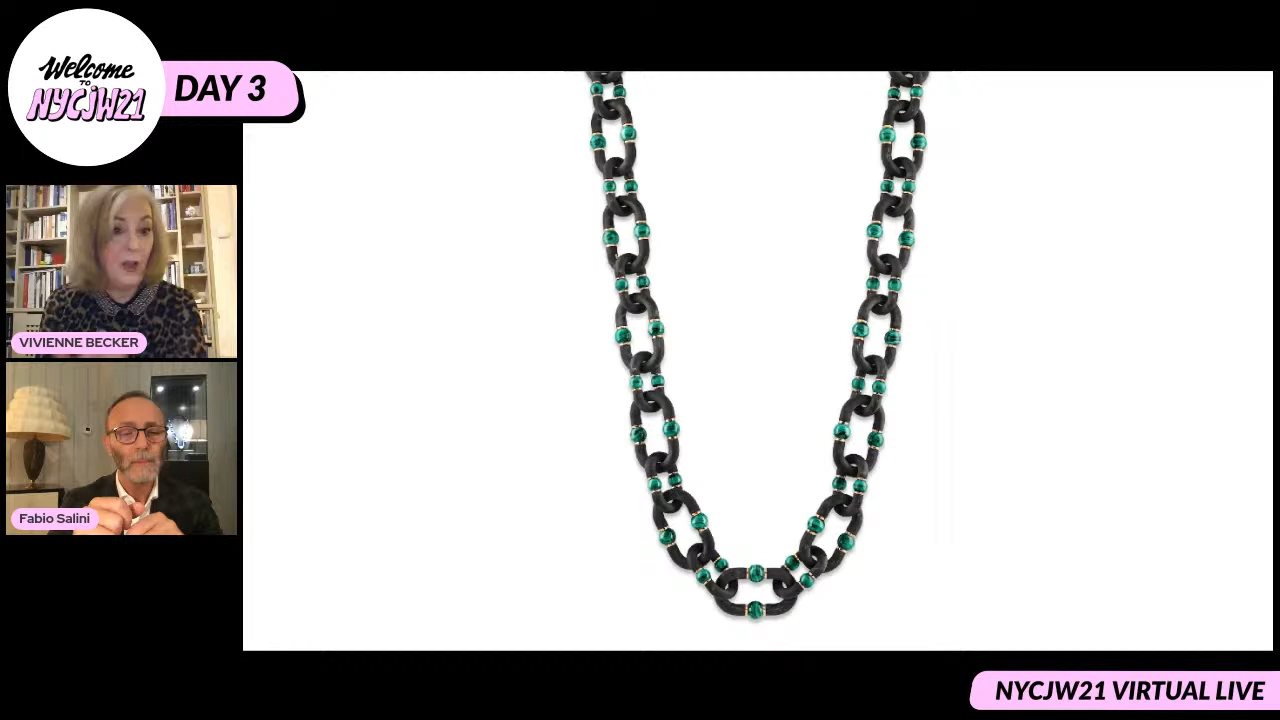 Welcome
TO
NYCJW21
DAY 3
VIVIENNE BECKER
Fabio Salini
NYCJW21 VIRTUAL LIVE